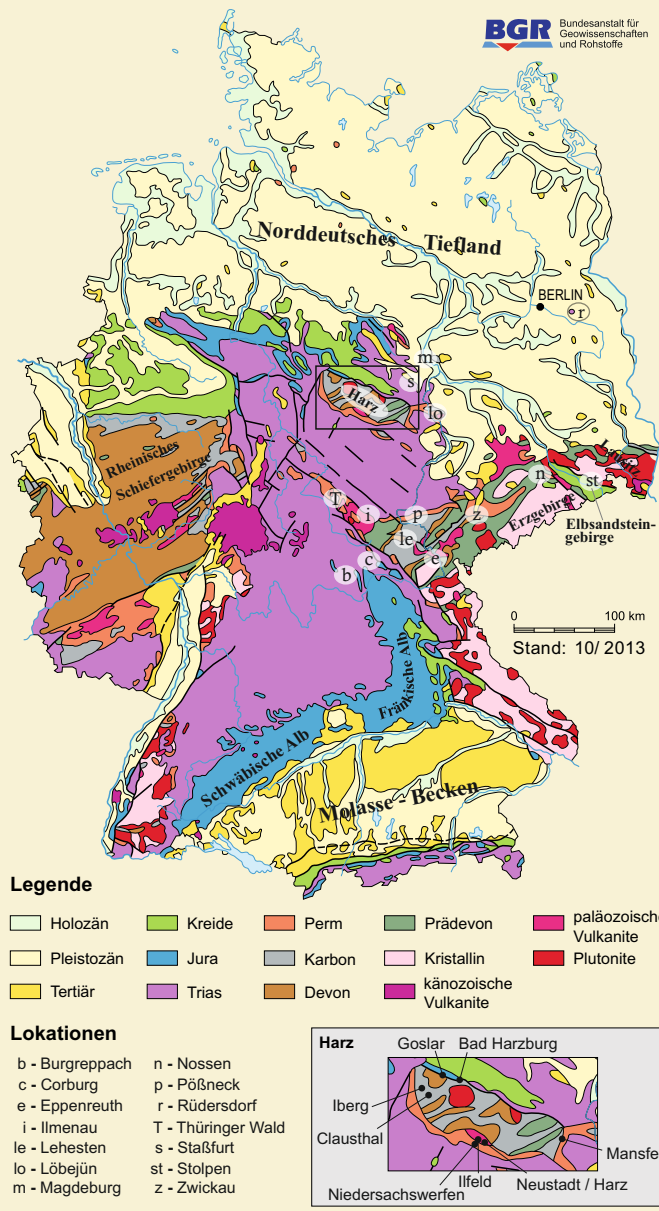 BGR
Bundesanstalt für
Geowissenschaften
und Rohstoffe
Norddeutsches Tiefland
BERLIN
r
m
s
Harz
lo
Rheinisches
Schiefergebirge
Lausitz
n
st
T
i
p
z
Erzgebirge
Elbsandstein-
gebirge
le
c
e
b
0 100 km
Stand: 10/ 2013
Fränkische Alb
Schwäbische Alb
Molasse - Becken
Legende
Holozän
Kreide
Perm
Prädevon
paläozoische
Vulkanite
Pleistozän
Jura
Karbon
Kristallin
Plutonite
Tertiär
Trias
Devon
känozoische
Vulkanite
Lokationen
b - Burgreppach
n - Nossen
c - Corburg
p - Pößneck
e - Eppenreuth
r - Rüdersdorf
i - Ilmenau
T - Thüringer Wald
le - Lehesten
s - Staßfurt
lo - Löbejün
st - Stolpen
m - Magdeburg
z - Zwickau
Harz
Goslar
Bad Harzburg
Iberg
Clausthal
Mansfe
Ilfeld
Neustadt / Harz
Niedersachswerfen